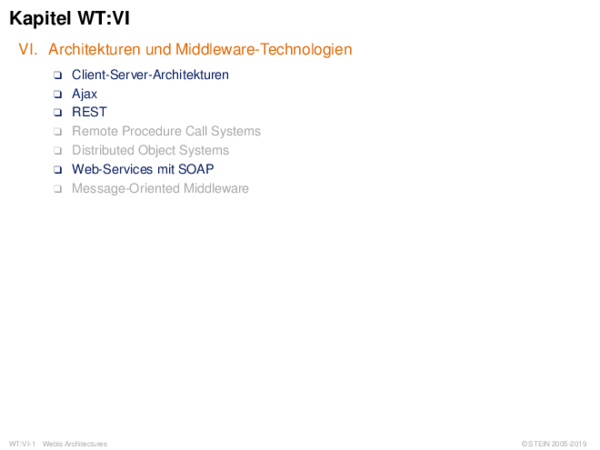 Kapitel WT:VI
VI. Architekturen und Middleware-Technologien
❑ Client-Server-Architekturen
❑ Ajax
❑ REST
❑ Remote Procedure Call Systems
❑ Distributed Object Systems
❑ Web-Services mit SOAP
❑ Message-Oriented Middleware
WT:VI-1 Webis Architectures © STEIN 2005-2019